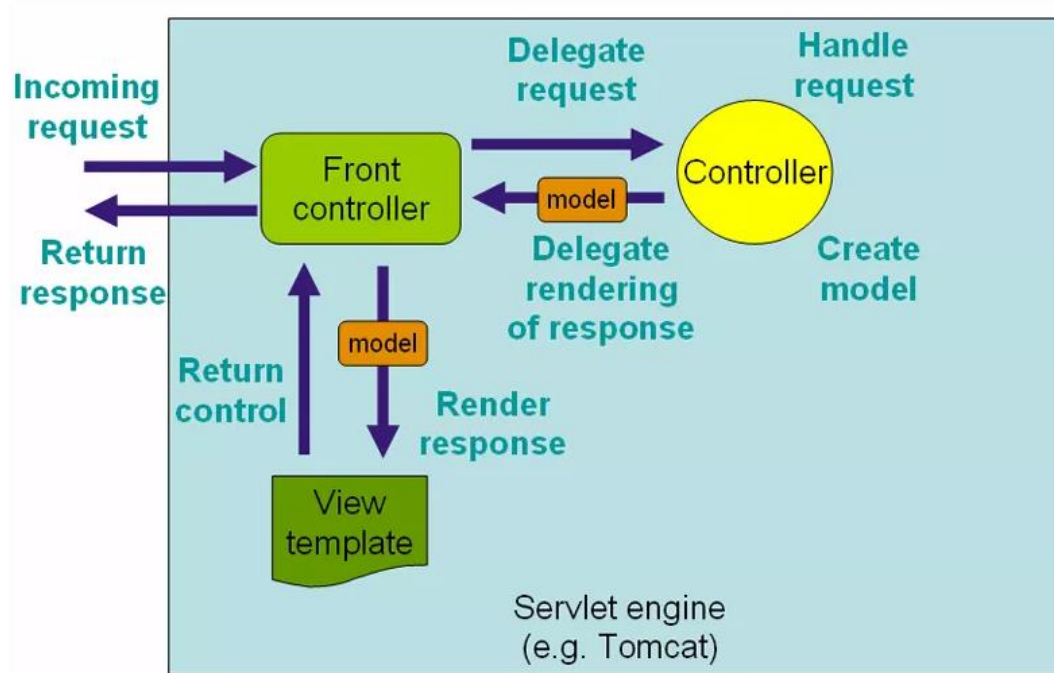 Incoming
request
Return
response
Front
controller
Delegate
request
Handle
request
Controller
model
Delegate
rendering
of response
Create
model
model
Return
control
Render
response
View
template
Servlet engine
(e.g. Tomcat)